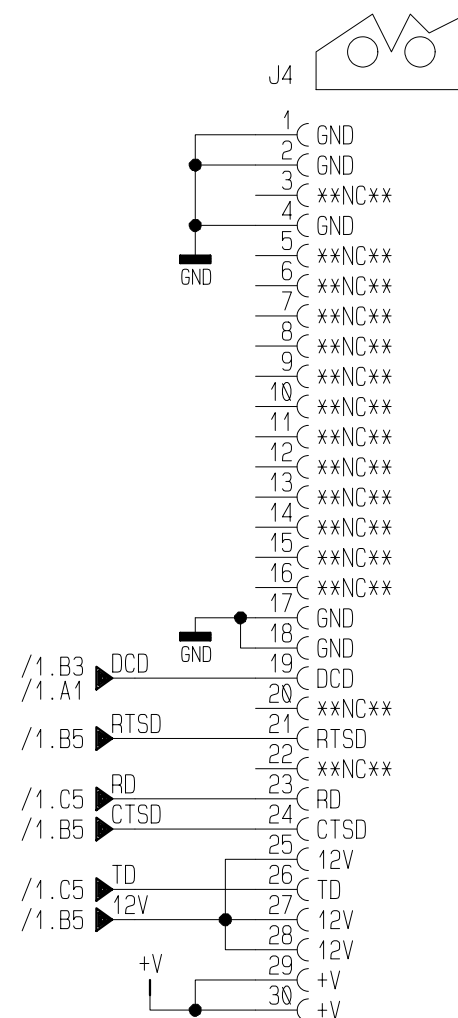 J4
1 GND
2 GND
3 **NC**
4 GND
5 **NC**
GND
6 **NC**
7 **NC**
8 **NC**
9 **NC**
10 **NC**
11 **NC**
12 **NC**
13 **NC**
14 **NC**
15 **NC**
16 **NC**
17 GND
GND
18 GND
/1.B3 DCD 19 DCD
/1.A1
20 **NC**
/1.B5 RTSD 21 RTSD
22 **NC**
/1.C5 RD 23 RD
/1.B5 CTSD 24 CTSD
25 12V
/1.C5 TD 26 TD
/1.B5 12V 27 12V
28 12V
+V 29 +V
30 +V